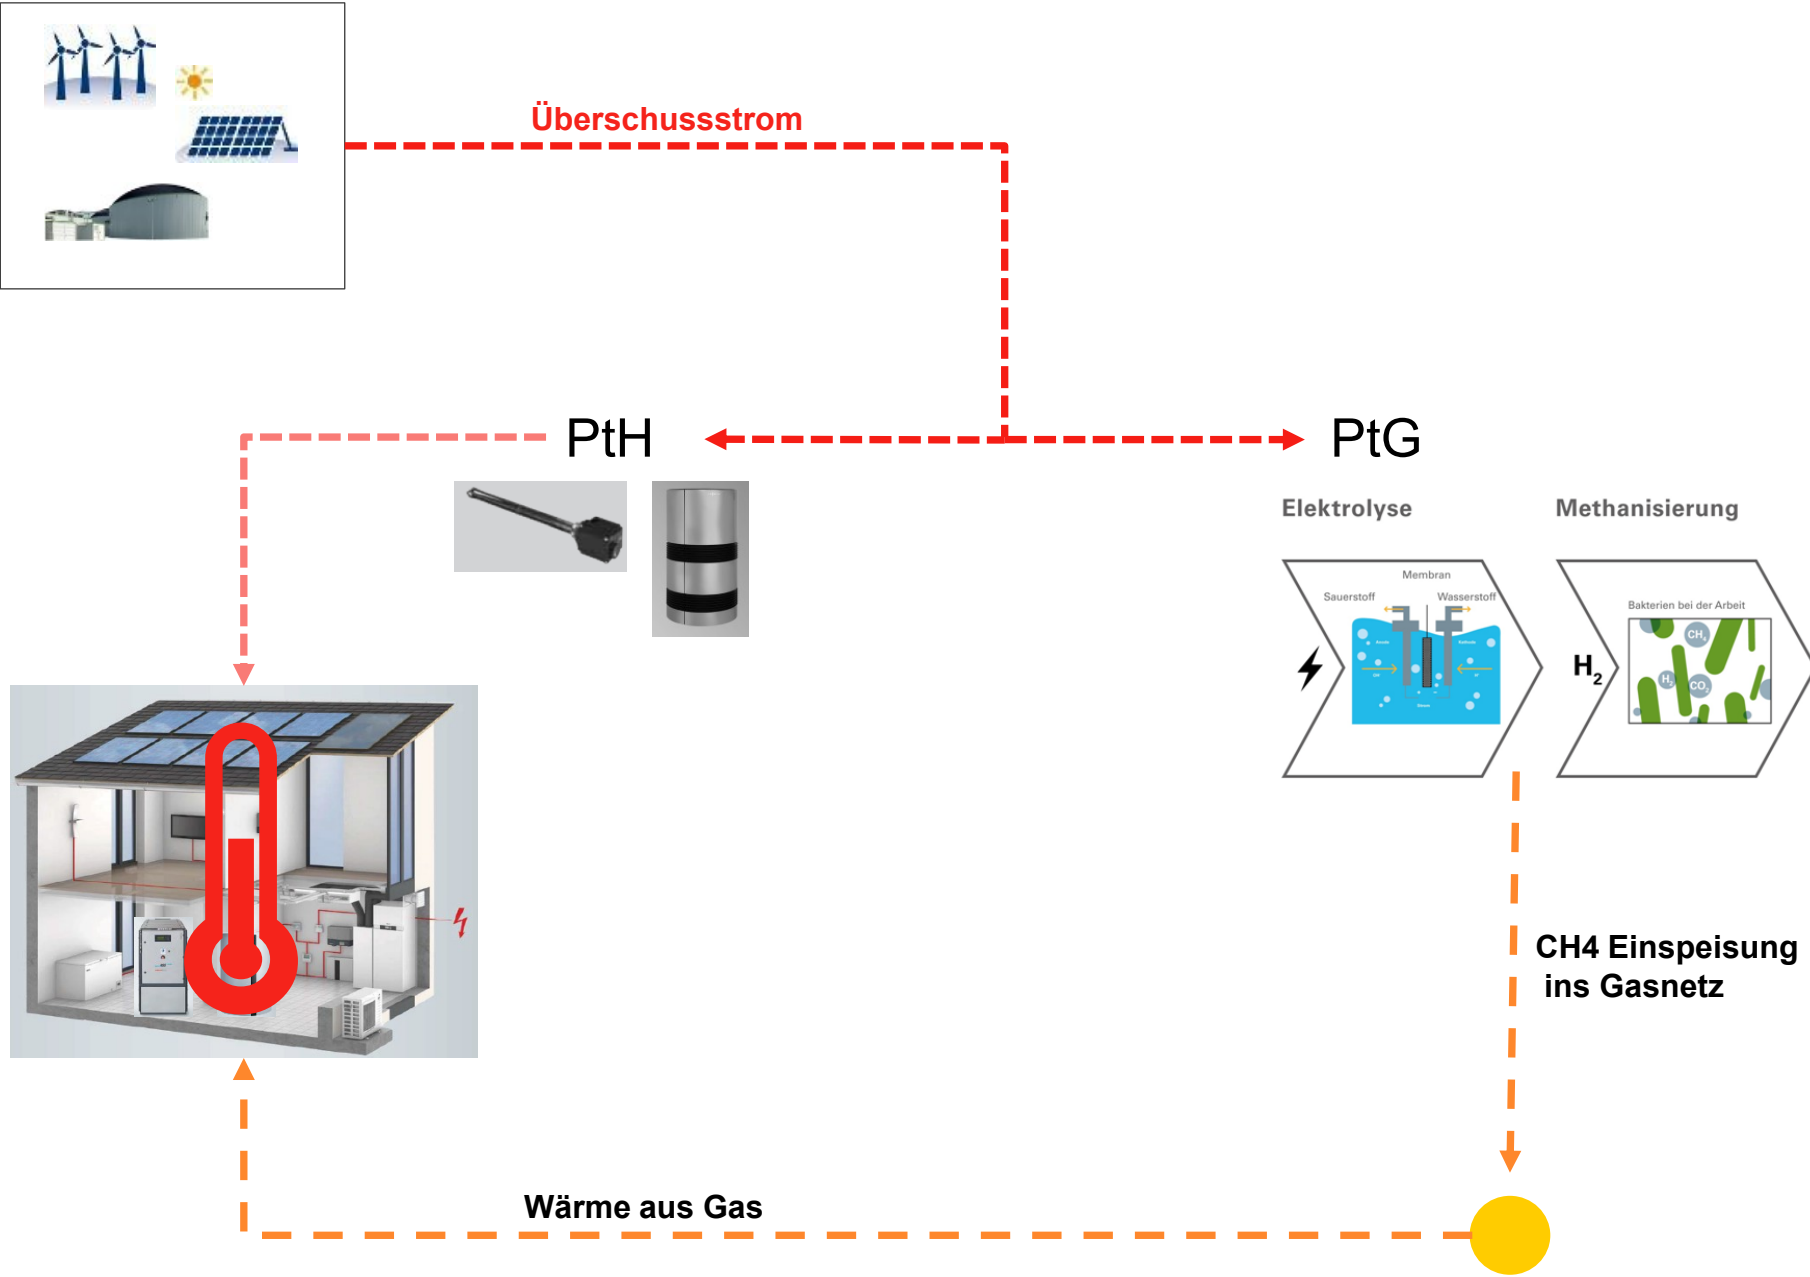 Überschussstrom
PtH
PtG
Elektrolyse
Methanisierung
Membran
Sauerstoff
Wasserstoff
Bakterien bei der Arbeit
CH4
H2
H2
CO2
CH4 Einspeisung
ins Gasnetz
Wärme aus Gas